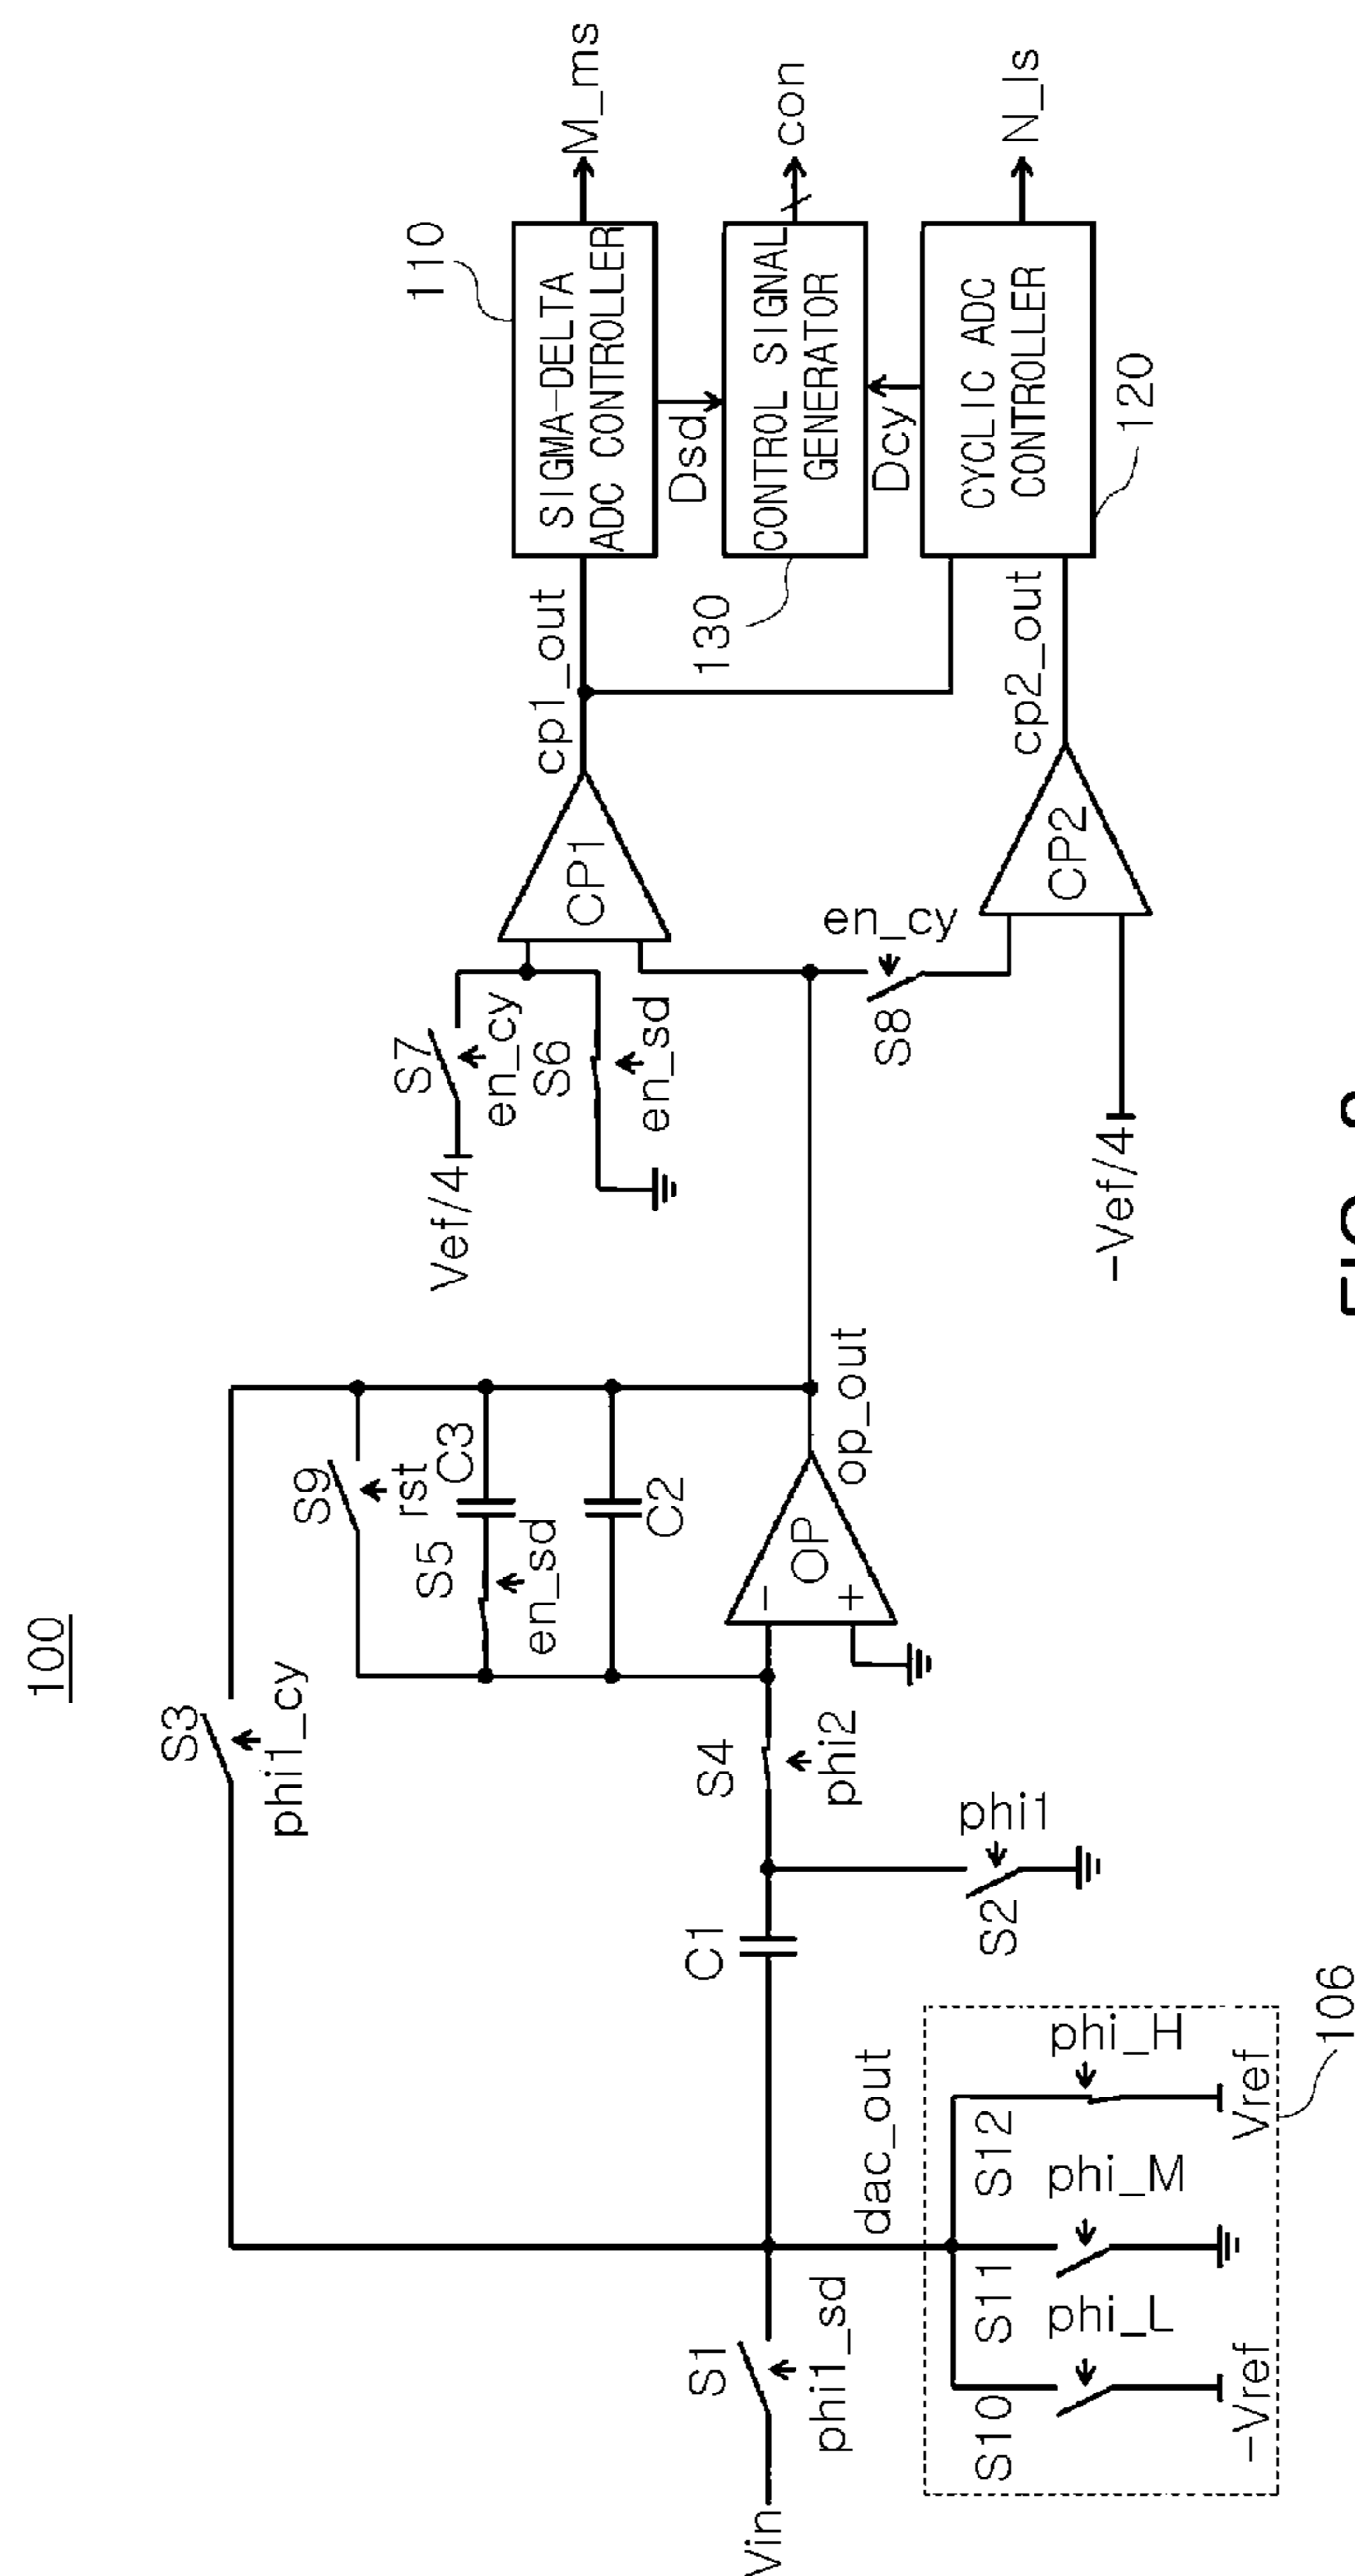 100
S3
phi1_cy
S9
rst
S5
en_sd
C3
C2
S7
en_cy
Vef/4
S6
en_sd
CP1
cp1_out
110
SIGMA-DELTA
ADC CONTROLLER
M_ms
Dsd
130
CONTROL SIGNAL
GENERATOR
con
Dcy
CYCLIC ADC
CONTROLLER
N_ls
120
Vin
S1
phi1_sd
C1
S4
phi2
S2
phi1
-
+
OP
op_out
S8
en_cy
-Vef/4
CP2
cp2_out
dac_out
S10
phi_L
-Vref
S11
phi_M
S12
phi_H
Vref
106